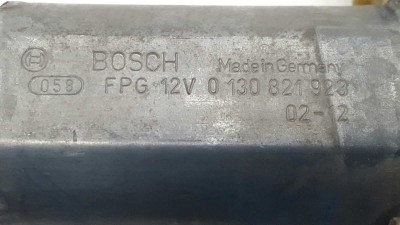 BOSCH Made in Germany
058 FPG 12V 0 130 821 923
02-2